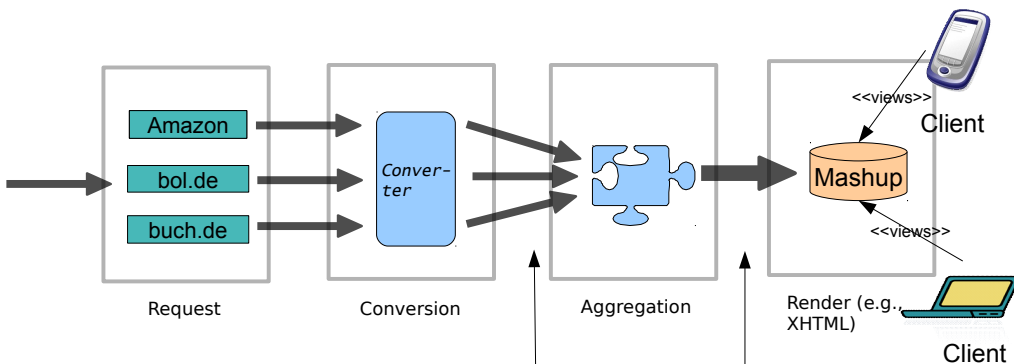 <<views>>
Client
Amazon
bol.de
buch.de
Conver-
ter
Mashup
<<views>>
Request
Conversion
Aggregation
Render (e.g.,
XHTML)
Client